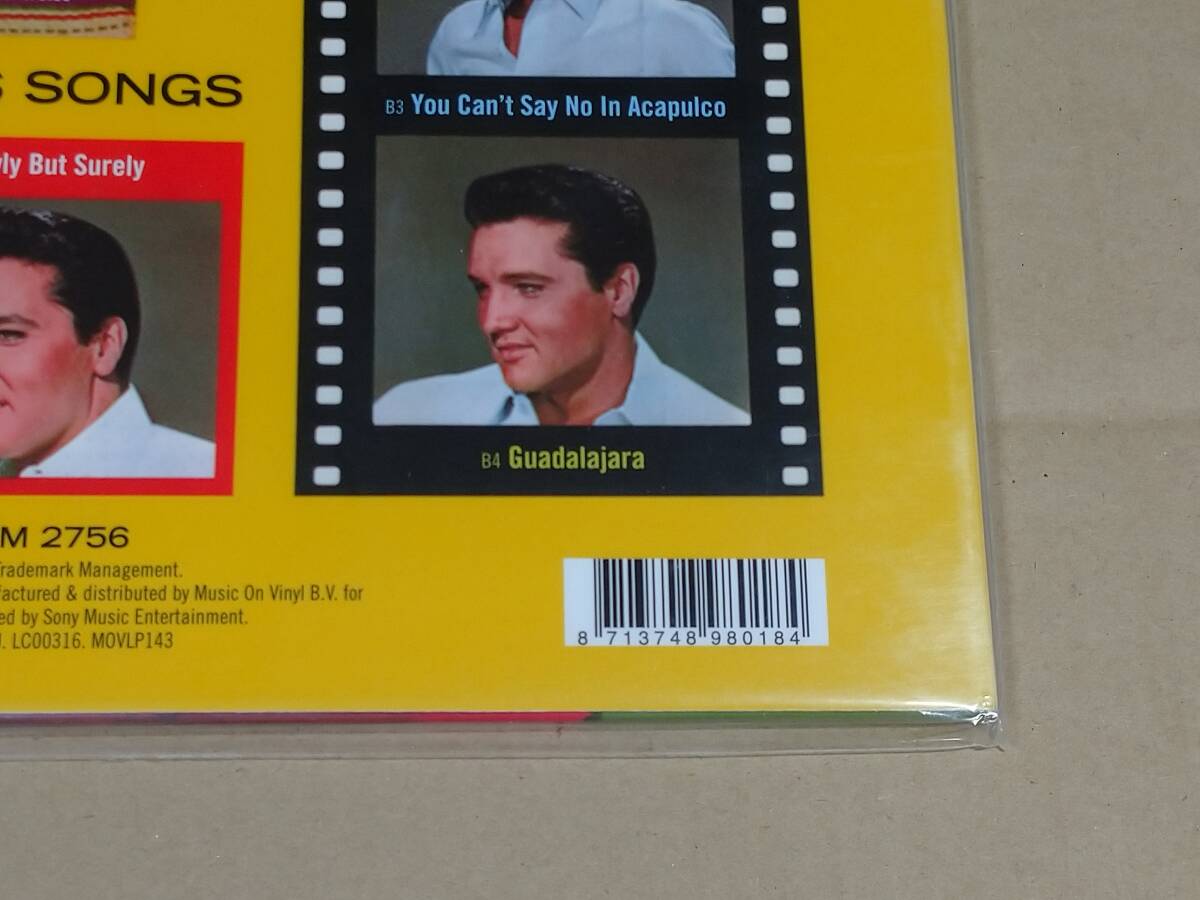 SONGS
But Surely
B3 You Can't Say No In Acapulco
B4 Guadalajara
M 2756
Trademark Management.
factured & distributed by Music On Vinyl B.V. for
ed by Sony Music Entertainment.
LC00316. MOVLP143
8 713748 980184